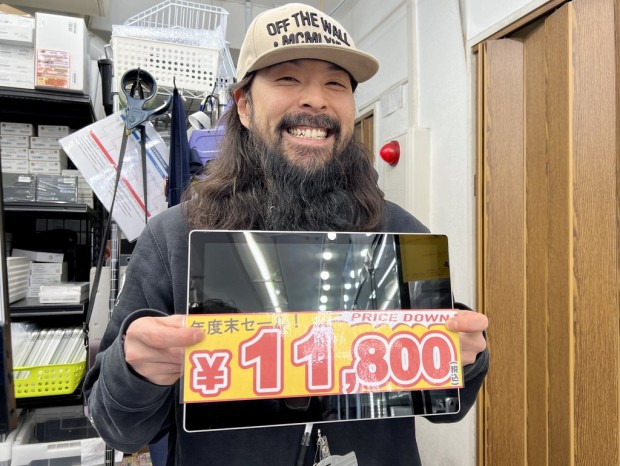 OFF THE WALL
年度末セール!
PRICE DOWN
¥11,800
(税込)